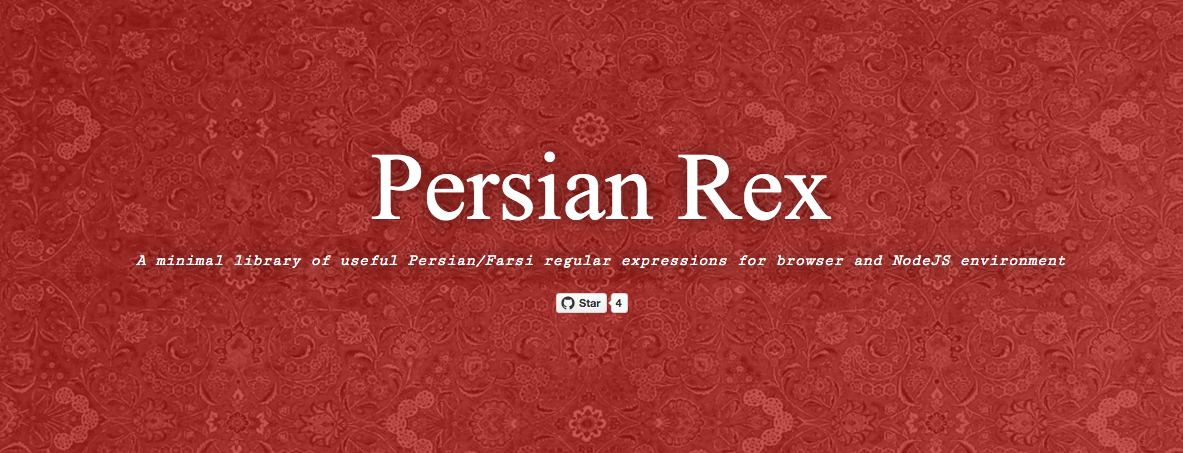 Persian Rex
A minimal library of useful Persian/Farsi regular expressions for browser and NodeJS environment
Star 4